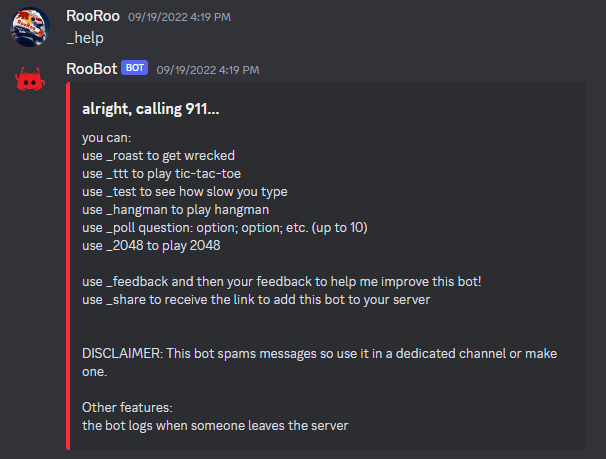 RooRoo 09/19/2022 4:19 PM
_help
RooBot BOT 09/19/2022 4:19 PM
alright, calling 911...
you can:
use _roast to get wrecked
use _ttt to play tic-tac-toe
use _test to see how slow you type
use _hangman to play hangman
use _poll question: option; option; etc. (up to 10)
use _2048 to play 2048
use _feedback and then your feedback to help me improve this bot!
use _share to receive the link to add this bot to your server
DISCLAIMER: This bot spams messages so use it in a dedicated channel or make
one.
Other features:
the bot logs when someone leaves the server